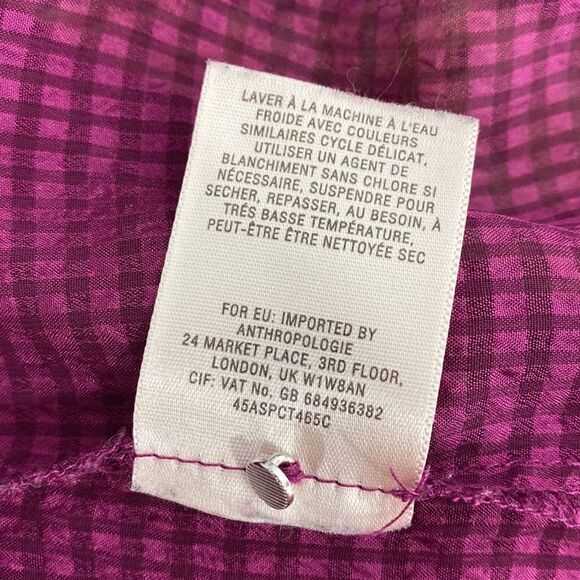 LAVER À LA MACHINE À L'EAU
FROIDE AVEC COULEURS
SIMILAIRES CYCLE DÉLICAT,
UTILISER UN AGENT DE
BLANCHIMENT SANS CHLORE SI
NÉCESSAIRE, SUSPENDRE POUR
SECHER, REPASSER, AU BESOIN, À
TRÉS BASSE TEMPÉRATURE,
PEUT-ÊTRE ÊTRE NETTOYÉE SEC
FOR EU: IMPORTED BY
ANTHROPOLOGIE
24 MARKET PLACE, 3RD FLOOR,
LONDON, UK W1W8AN
CIF: VAT No. GB 684936382
45ASPCT465C